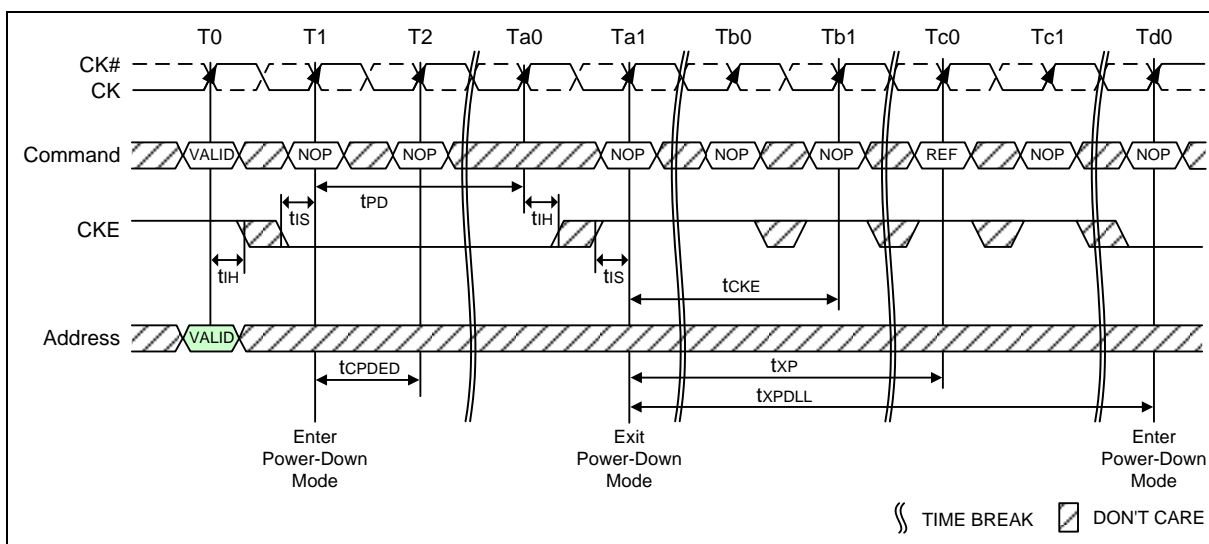 T0 T1 T2 Ta0 Ta1 Tb0 Tb1 Tc0 Tc1 Td0
CK#
CK
Command VALID NOP NOP NOP NOP NOP REF NOP NOP
tIS tPD tIH
CKE
tIH tIS
tCKE
Address VALID
tCPDED tXP
tXPDLL
Enter Power-Down Mode
Exit Power-Down Mode
Enter Power-Down Mode
TIME BREAK DON'T CARE